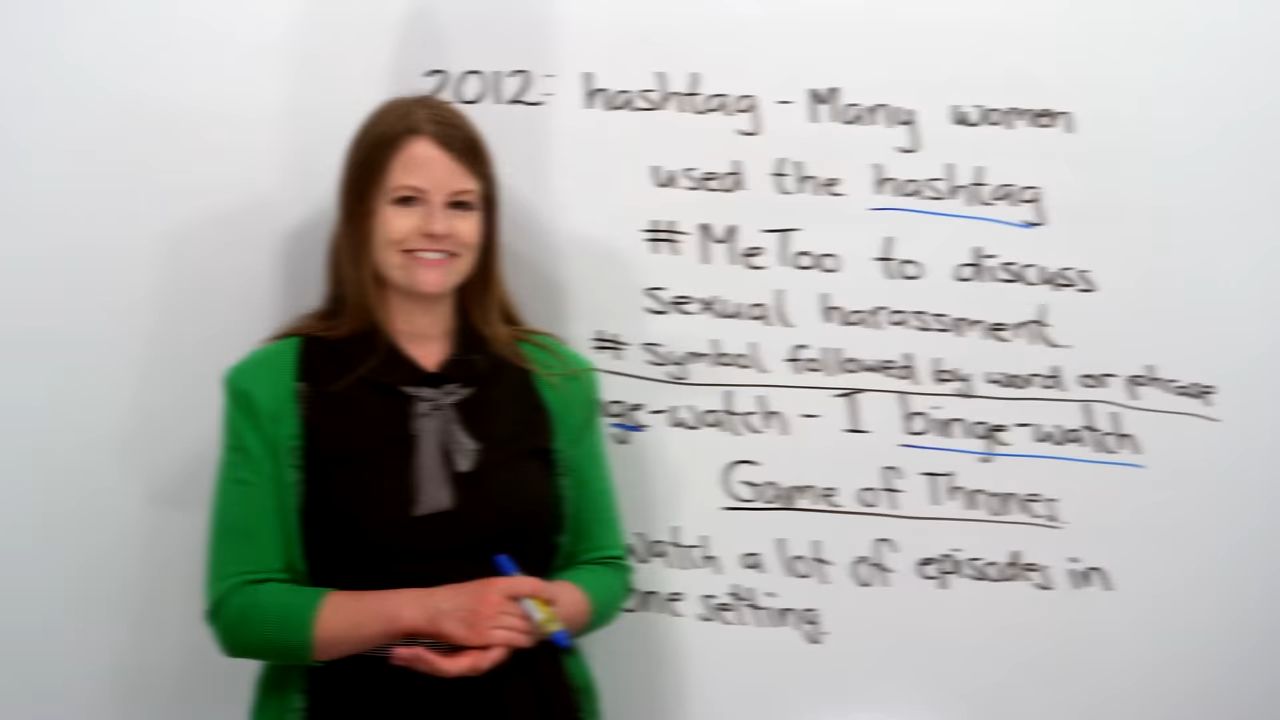 2012: hashtag - Many women
used the hashtag
#MeToo to discuss
sexual harassment
# symbol followed by word or phrase
ge-watch - I binge-watch
Game of Thrones
watch a lot of episodes in
one setting.